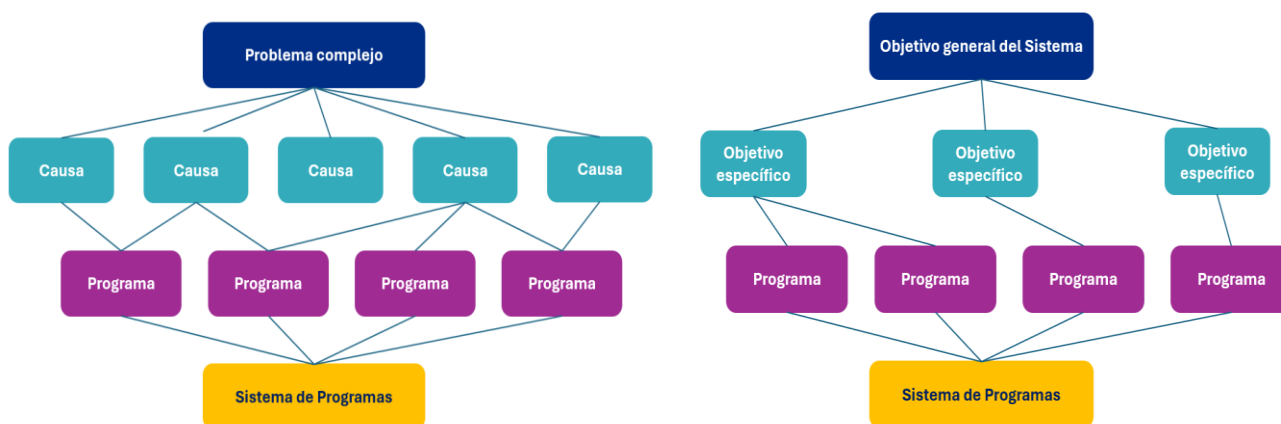 Problema complejo
Causa
Causa
Causa
Causa
Causa
Programa
Programa
Programa
Programa
Sistema de Programas
Objetivo general del Sistema
Objetivo
específico
Objetivo
específico
Objetivo
específico
Programa
Programa
Programa
Programa
Sistema de Programas